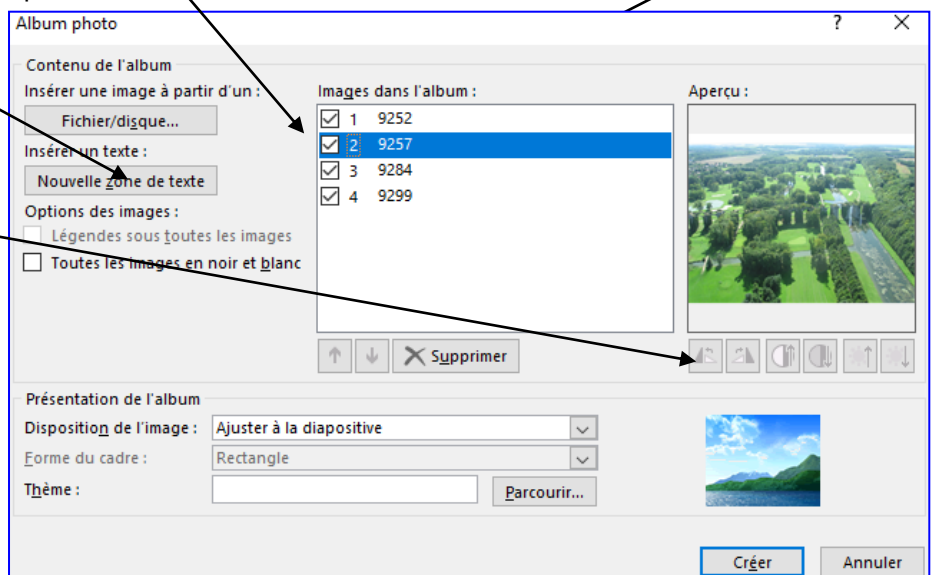 Album photo ?
Contenu de l'album
Insérer une image à partir d'un :
Fichier/disque...
Insérer un texte :
Nouvelle zone de texte
Options des images :
Légendes sous toutes les images
Toutes les images en noir et blanc
Images dans l'album :
1 9252
2 9257
3 9284
4 9299
Supprimer
Aperçu :
Présentation de l'album
Disposition de l'image : Ajuster à la diapositive
Forme du cadre : Rectangle
Thème :
Parcourir...
Créer
Annuler